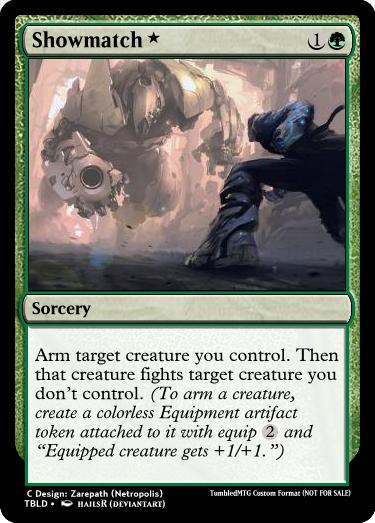 Showmatch ★ 1
Sorcery
Arm target creature you control. Then
that creature fights target creature you
don't control. (To arm a creature,
create a colorless Equipment artifact
token attached to it with equip 2 and
“Equipped creature gets +1/+1.”)
C Design: Zarepath (Netropolis)
TumbledMTG Custom Format (NOT FOR SALE)
TBLD • HAILSR (DEVIANTART)